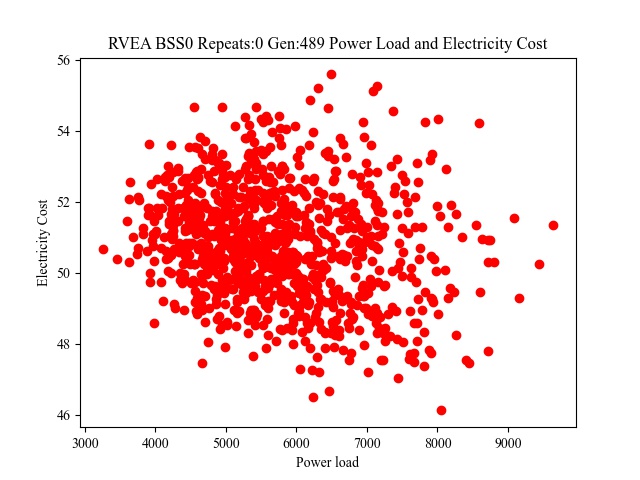 RVEA BSS0 Repeats:0 Gen:489 Power Load and Electricity Cost
Electricity Cost
56
54
52
50
48
46
3000 4000 5000 6000 7000 8000 9000
Power load